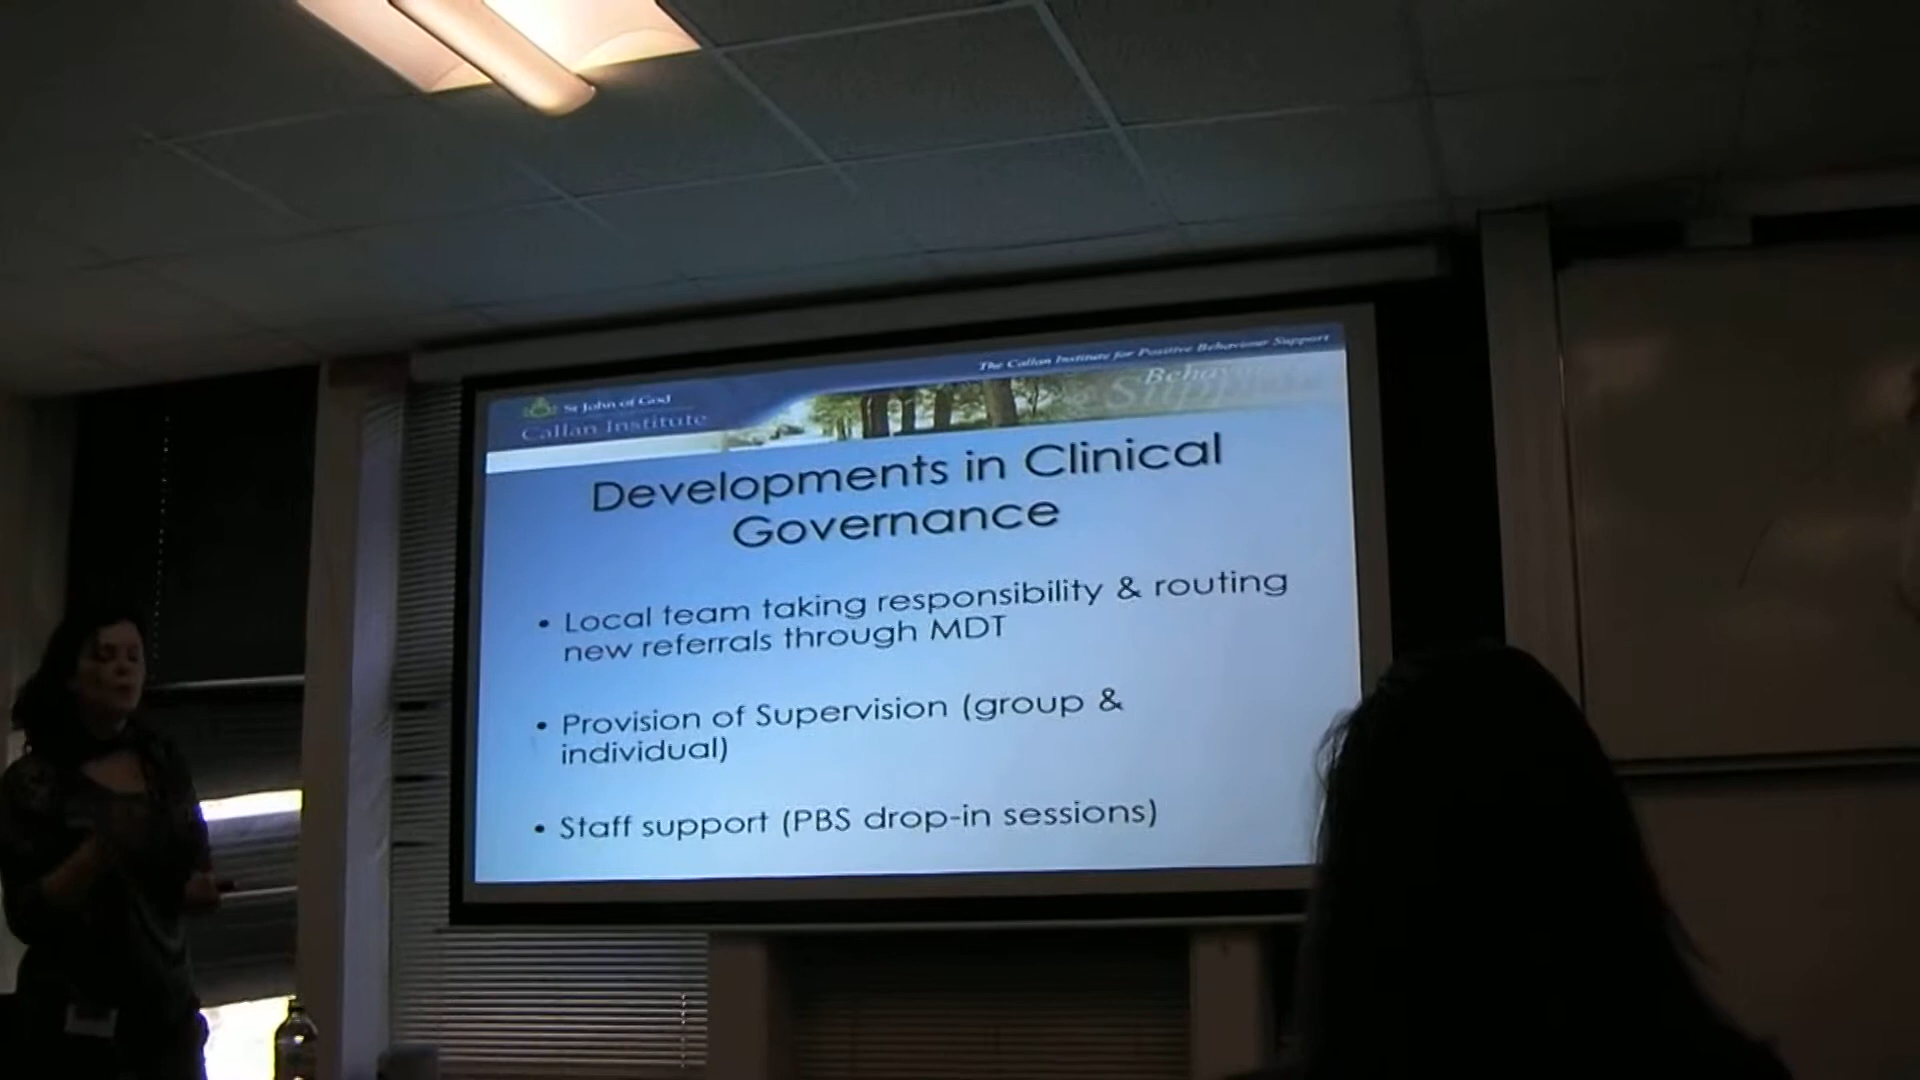 The Callan Institute for Positive Behaviour Support
St John of God
Callan Institute
Developments in Clinical
Governance
• Local team taking responsibility & routing
new referrals through MDT
• Provision of Supervision (group &
individual)
• Staff support (PBS drop-in sessions)